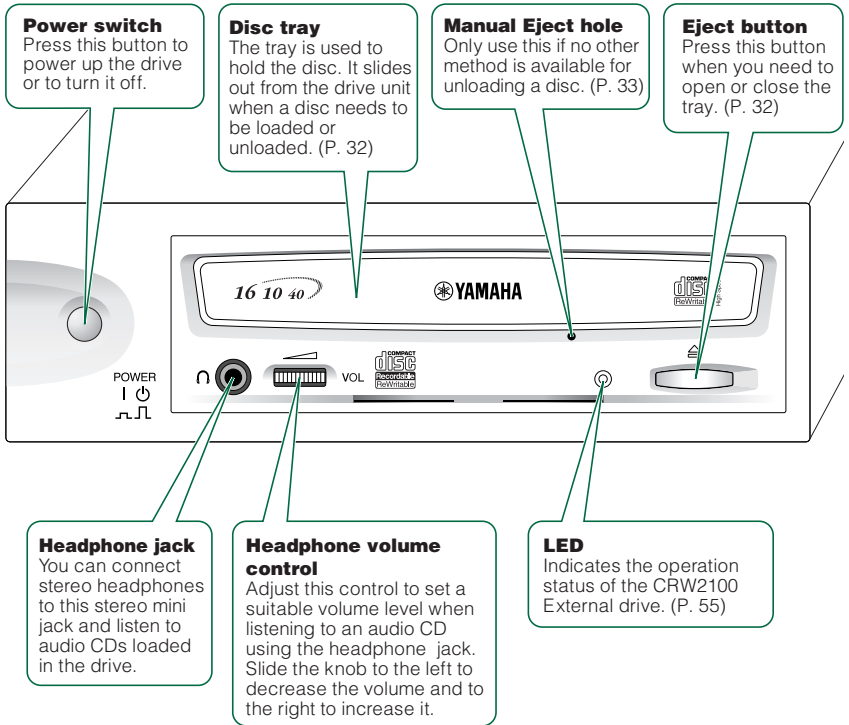 Power switch
Press this button to
power up the drive
or to turn it off.
Disc tray
The tray is used to
hold the disc. It slides
out from the drive unit
when a disc needs to
be loaded or
unloaded. (P. 32)
Manual Eject hole
Only use this if no other
method is available for
unloading a disc. (P. 33)
Eject button
Press this button
when you need to
open or close the
tray. (P. 32)
16 10 40
YAMAHA
COMPACT
disc
ReWritable
High-speed
POWER
VOL
COMPACT
disc
Recordable
ReWritable
Headphone jack
You can connect
stereo headphones
to this stereo mini
jack and listen to
audio CDs loaded
in the drive.
Headphone volume
control
Adjust this control to set a
suitable volume level when
listening to an audio CD
using the headphone jack.
Slide the knob to the left to
decrease the volume and to
the right to increase it.
LED
Indicates the operation
status of the CRW2100
External drive. (P. 55)